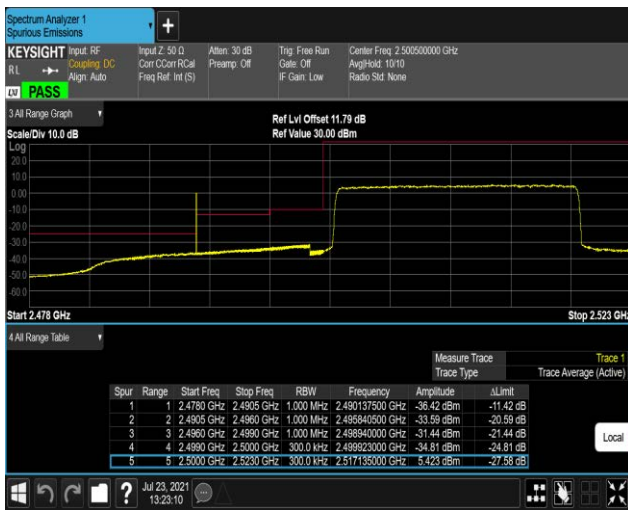 Spectrum Analyzer 1
Spurious Emissions
KEYSIGHT Input: RF Input Z: 50 Ω Atten: 30 dB Trig: Free Run Center Freq: 2.500500000 GHz
RL Coupling: DC Corr CCorr RCal Preamp: Off Gate: Off Avg|Hold: 10/10
Align: Auto Freq Ref: Int (S) IF Gain: Low Radio Std: None
LXI PASS
3 All Range Graph
Ref Lvl Offset 11.79 dB
Scale/Div 10.0 dB Ref Value 30.00 dBm
Log
20.0
10.0
0.00
-10.0
-20.0
-30.0
-40.0
-50.0
-60.0
Start 2.478 GHz Stop 2.523 GHz
4 All Range Table
Measure Trace Trace 1
Trace Type Trace Average (Active)
Spur Range Start Freq Stop Freq RBW Frequency Amplitude ΔLimit
1 1 2.4780 GHz 2.4905 GHz 1.000 MHz 2.490137500 GHz -36.42 dBm -11.42 dB
2 2 2.4905 GHz 2.4960 GHz 1.000 MHz 2.495840500 GHz -33.59 dBm -20.59 dB
3 3 2.4960 GHz 2.4990 GHz 1.000 MHz 2.498940000 GHz -31.44 dBm -21.44 dB
4 4 2.4990 GHz 2.5000 GHz 300.0 kHz 2.499923000 GHz -34.81 dBm -24.81 dB
5 5 2.5000 GHz 2.5230 GHz 300.0 kHz 2.517135000 GHz 5.423 dBm -27.58 dB
Local
Jul 23, 2021
13:23:10